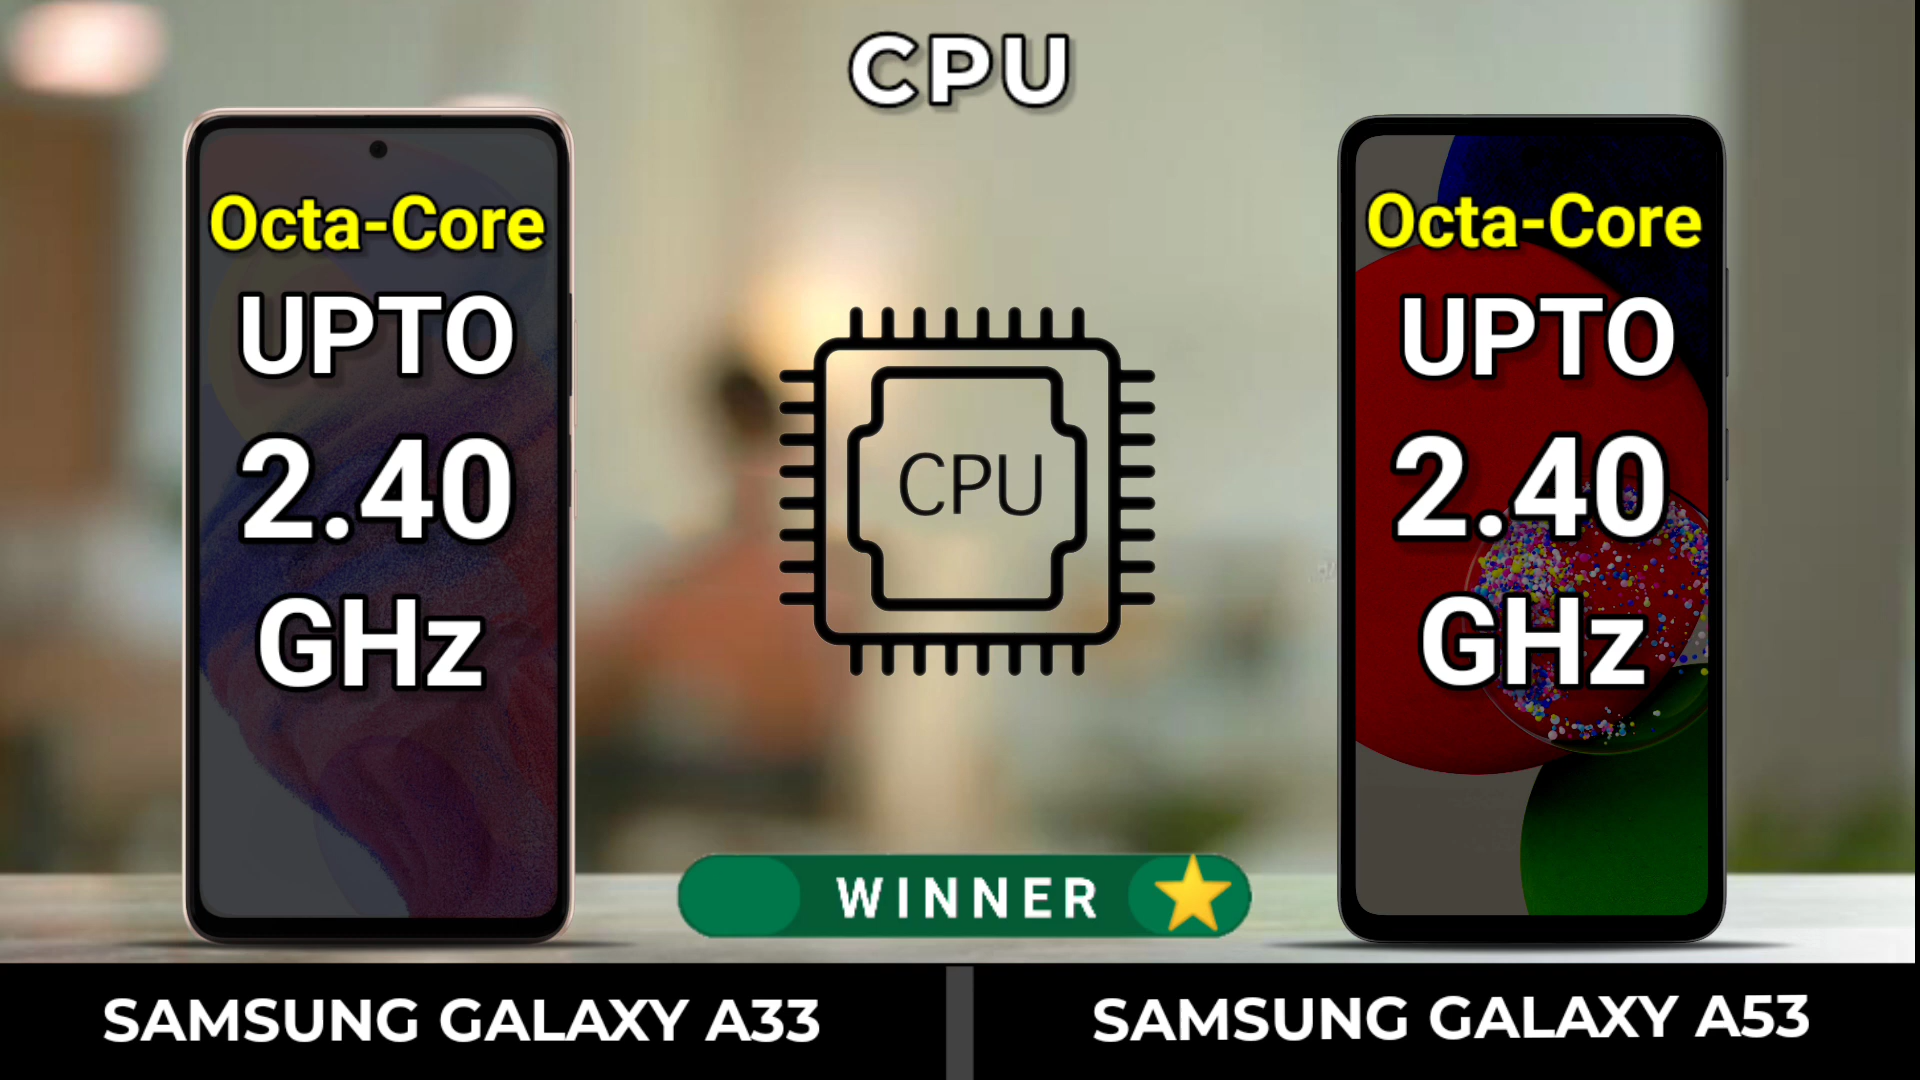 CPU
Octa-Core
UPTO
2.40
GHz
CPU
Octa-Core
UPTO
2.40
GHz
WINNER
SAMSUNG GALAXY A33
SAMSUNG GALAXY A53